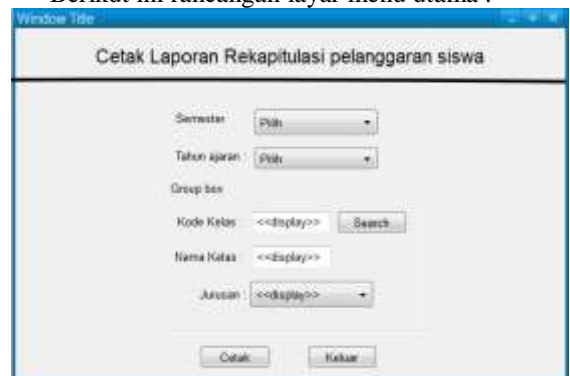 Berikut ini rancangan layar menu utama :
Window Title
Cetak Laporan Rekapitulasi pelanggaran siswa
Semester Pilih
Tahun ajaran : Pilih
Group box
Kode Kelas <<display>> Search
Nama Kelas <<display>>
Jurusan : <<display>>
Cetak Keluar